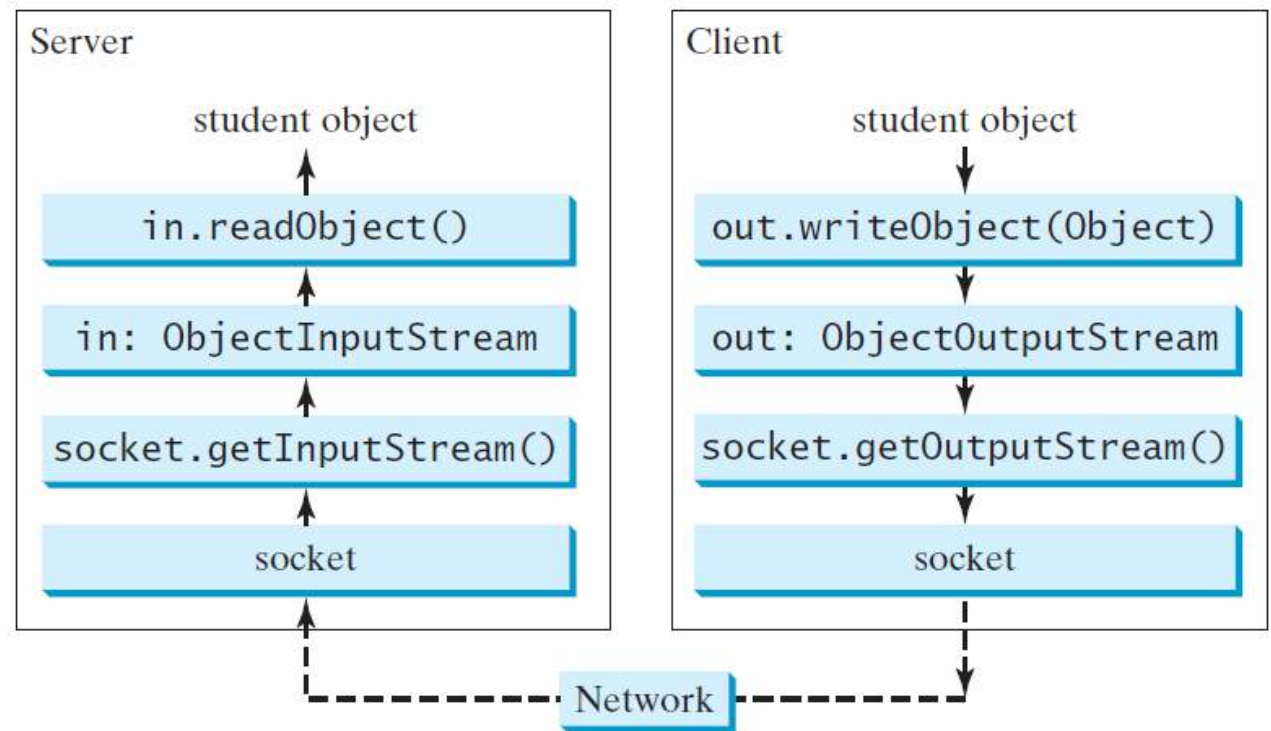 Server
student object
in.readObject()
in: ObjectInputStream
socket.getInputStream()
socket
Client
student object
out.writeObject(Object)
out: ObjectOutputStream
socket.getOutputStream()
socket
Network